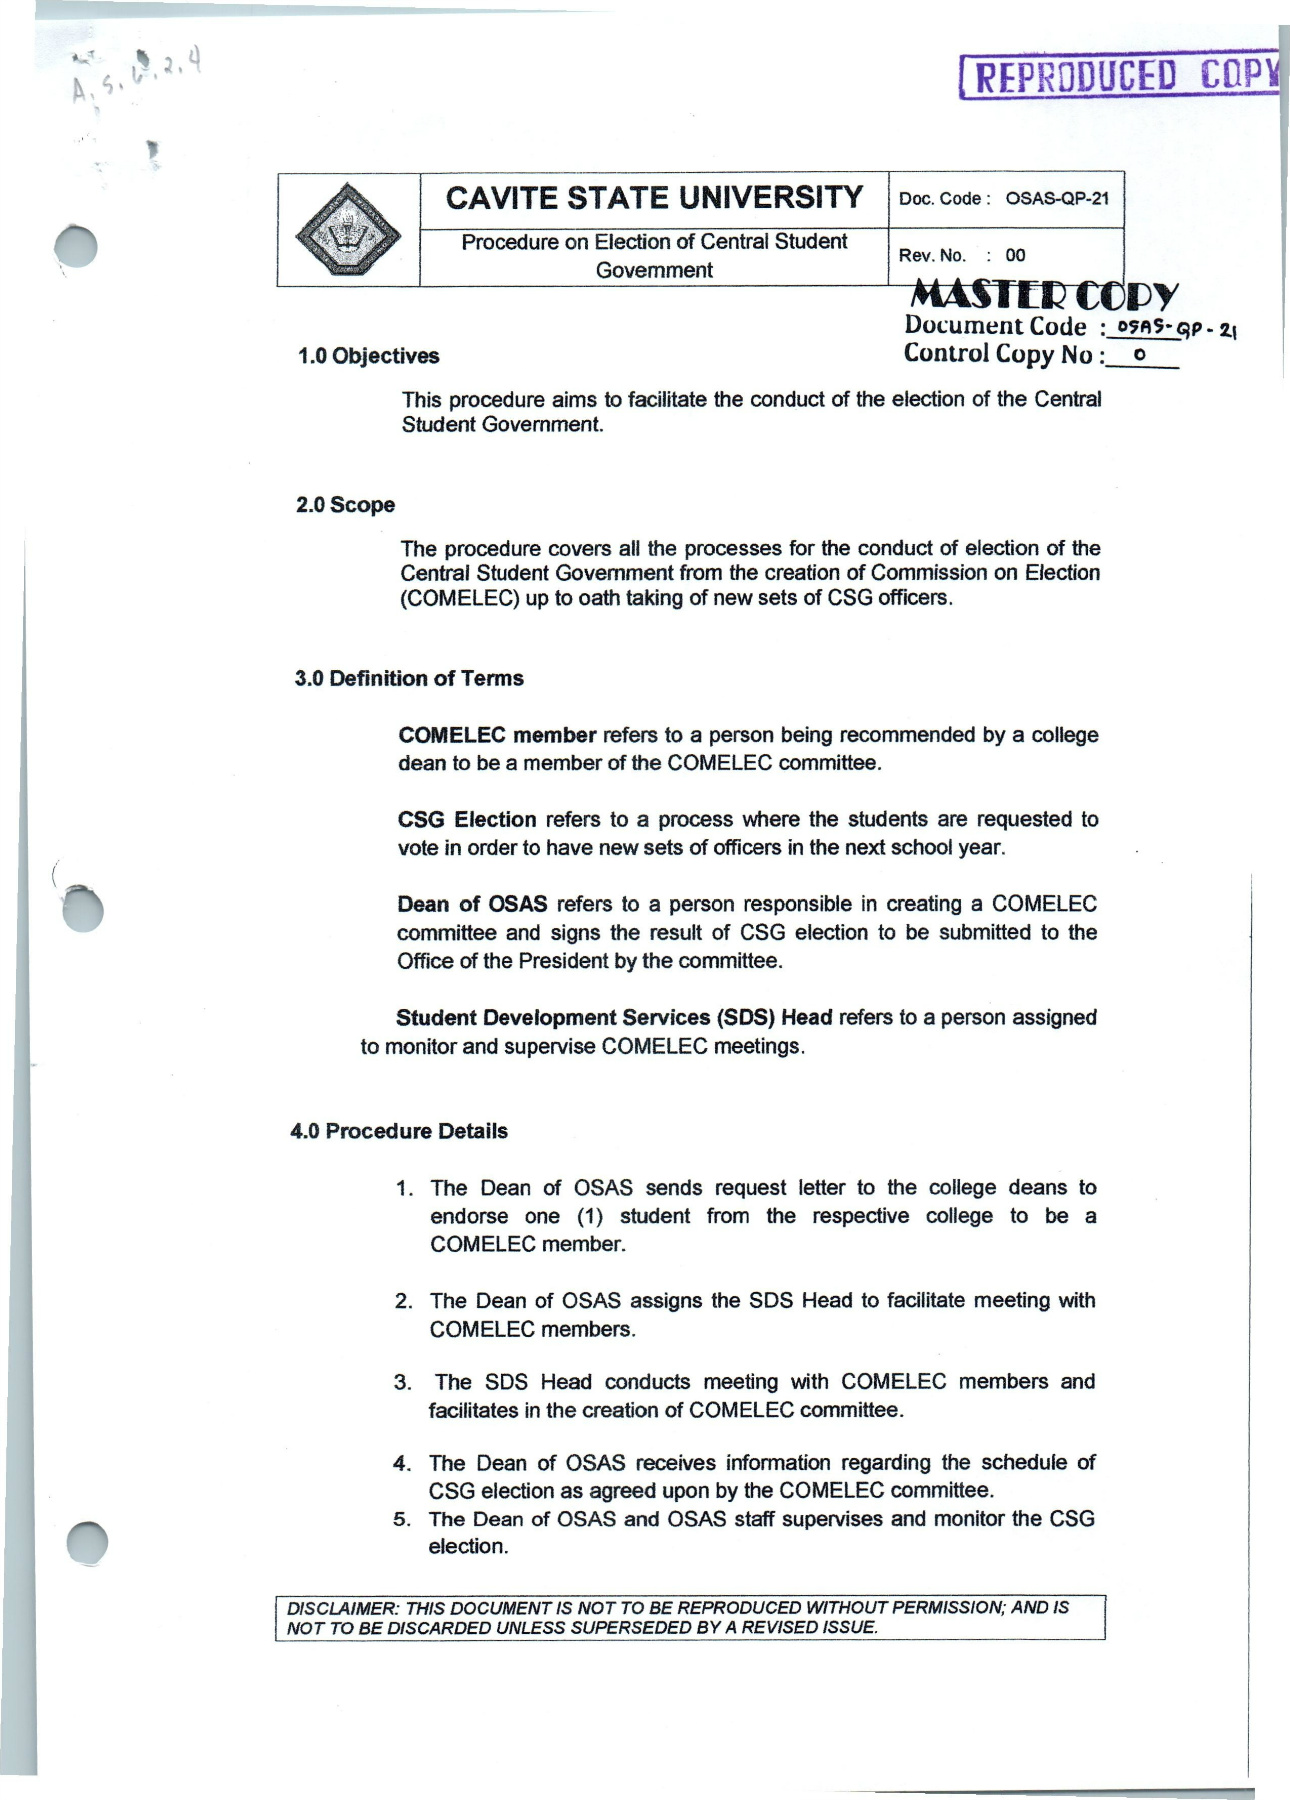 A.5.6.2.4
REPRODUCED COPY
CAVITE STATE UNIVERSITY
Doc. Code : OSAS-QP-21
Procedure on Election of Central Student
Government
Rev. No. : 00
MASTER COPY
Document Code : OSAS-QP-21
Control Copy No : 0
1.0 Objectives
This procedure aims to facilitate the conduct of the election of the Central
Student Government.
2.0 Scope
The procedure covers all the processes for the conduct of election of the
Central Student Government from the creation of Commission on Election
(COMELEC) up to oath taking of new sets of CSG officers.
3.0 Definition of Terms
COMELEC member refers to a person being recommended by a college
dean to be a member of the COMELEC committee.
CSG Election refers to a process where the students are requested to
vote in order to have new sets of officers in the next school year.
Dean of OSAS refers to a person responsible in creating a COMELEC
committee and signs the result of CSG election to be submitted to the
Office of the President by the committee.
Student Development Services (SDS) Head refers to a person assigned
to monitor and supervise COMELEC meetings.
4.0 Procedure Details
1. The Dean of OSAS sends request letter to the college deans to
endorse one (1) student from the respective college to be a
COMELEC member.
2. The Dean of OSAS assigns the SDS Head to facilitate meeting with
COMELEC members.
3. The SDS Head conducts meeting with COMELEC members and
facilitates in the creation of COMELEC committee.
4. The Dean of OSAS receives information regarding the schedule of
CSG election as agreed upon by the COMELEC committee.
5. The Dean of OSAS and OSAS staff supervises and monitor the CSG
election.
DISCLAIMER: THIS DOCUMENT IS NOT TO BE REPRODUCED WITHOUT PERMISSION; AND IS
NOT TO BE DISCARDED UNLESS SUPERSEDED BY A REVISED ISSUE.